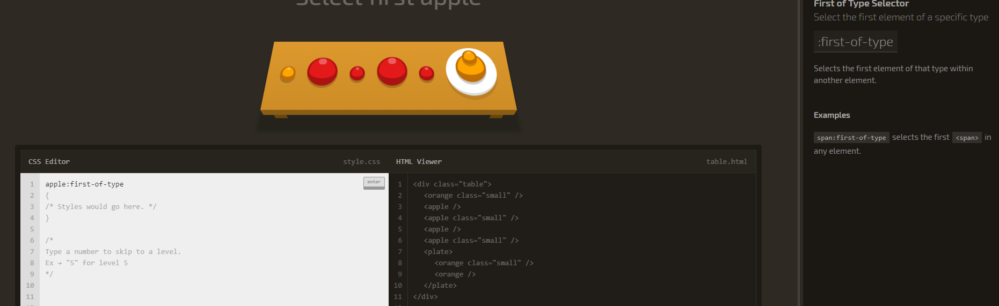 Select first apple
First of Type Selector
Select the first element of a specific type
:first-of-type
Selects the first element of that type within
another element.
Examples
span:first-of-type selects the first <span> in
any element.
CSS Editor style.css
1 apple:first-of-type enter
2 {
3 /* Styles would go here. */
4 }
5
6 /*
7 Type a number to skip to a level.
8 Ex → "5" for level 5
9 */
10
11
HTML Viewer table.html
1 <div class="table">
2 <orange class="small" />
3 <apple />
4 <apple class="small" />
5 <apple />
6 <apple class="small" />
7 <plate>
8 <orange class="small" />
9 <orange />
10 </plate>
11 </div>